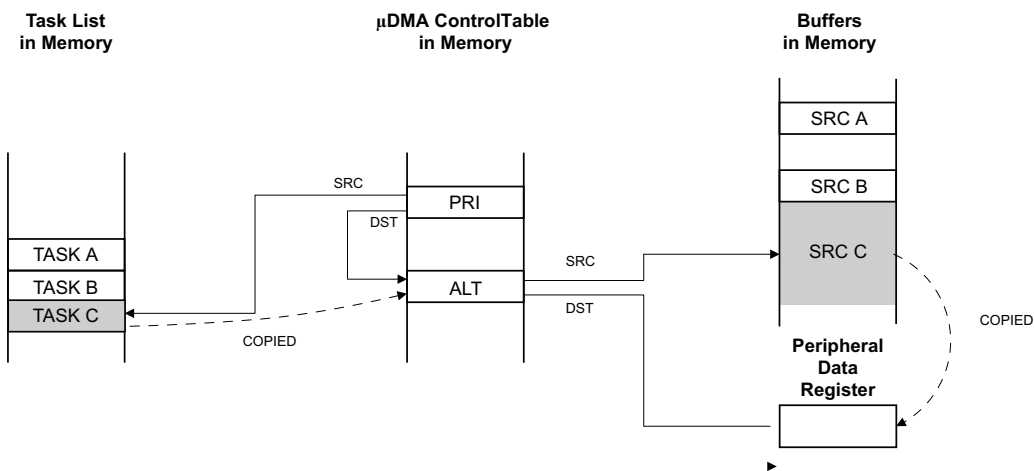 Task List
in Memory
µDMA ControlTable
in Memory
Buffers
in Memory
SRC A
SRC
PRI
SRC B
DST
TASK A
SRC
SRC C
TASK B
ALT
TASK C
DST
COPIED
COPIED
Peripheral
Data
Register